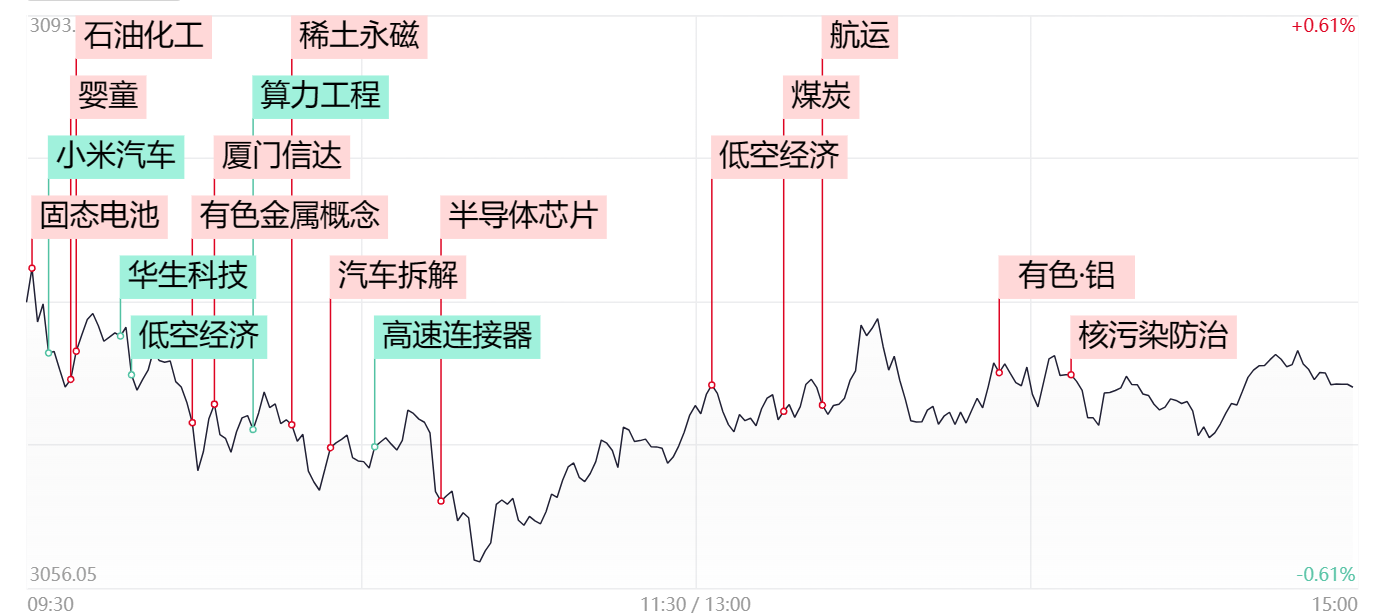 3093.
石油化工
稀土永磁
航运
+0.61%
婴童
算力工程
煤炭
小米汽车
厦门信达
低空经济
固态电池
有色金属概念
半导体芯片
华生科技
汽车拆解
有色·铝
低空经济
高速连接器
核污染防治
3056.05
-0.61%
09:30
11:30 / 13:00
15:00